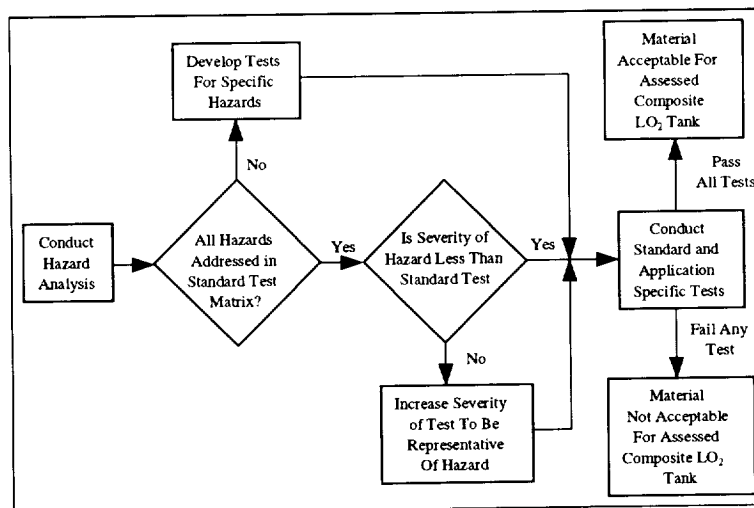 Develop Tests
For Specific
Hazards
Material
Acceptable For
Assessed
Composite
LO₂ Tank
No
Pass
All Tests
Conduct
Hazard
Analysis
All Hazards
Addressed in
Standard Test
Matrix?
Yes
Is Severity of
Hazard Less Than
Standard Test
Yes
Conduct
Standard and
Application
Specific Tests
No
Fail Any
Test
Increase Severity
of Test To Be
Representative
Of Hazard
Material
Not Acceptable
For Assessed
Composite LO₂
Tank